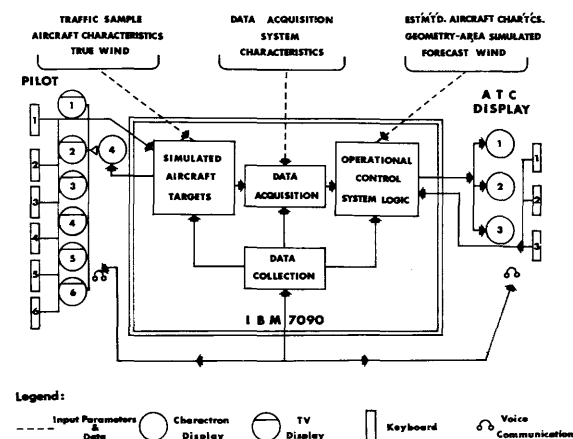 TRAFFIC SAMPLE
AIRCRAFT CHARACTERISTICS
TRUE WIND
DATA ACQUISITION
SYSTEM
CHARACTERISTICS
ESTMTD. AIRCRAFT CHARTCS.
GEOMETRY-AREA SIMULATED
FORECAST WIND
PILOT
ATC
DISPLAY
1
2
3
4
5
6
1
2
3
4
5
6
4
SIMULATED
AIRCRAFT
TARGETS
DATA
ACQUISITION
OPERATIONAL
CONTROL
SYSTEM LOGIC
DATA
COLLECTION
IBM 7090
1
2
3
1
2
3
Legend:
Input Parameters
&
Data
Charactron
Display
TV
Display
Keyboard
Voice
Communication